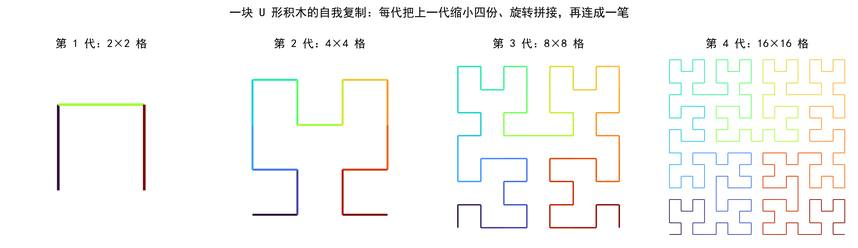 一块 U 形积木的自我复制：每代把上一代缩小四份、旋转拼接，再连成一笔
第 1 代：2×2 格
第 2 代：4×4 格
第 3 代：8×8 格
第 4 代：16×16 格